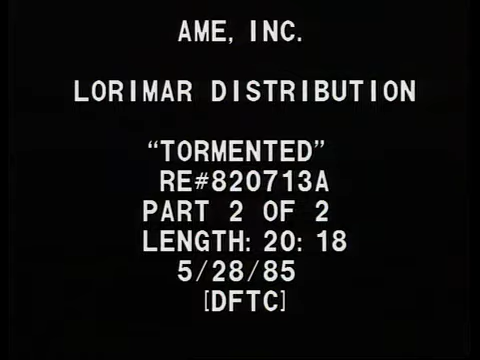 AME, INC.
LORIMAR DISTRIBUTION
“TORMENTED”
RE#820713A
PART 2 OF 2
LENGTH: 20: 18
5/28/85
[DFTC]